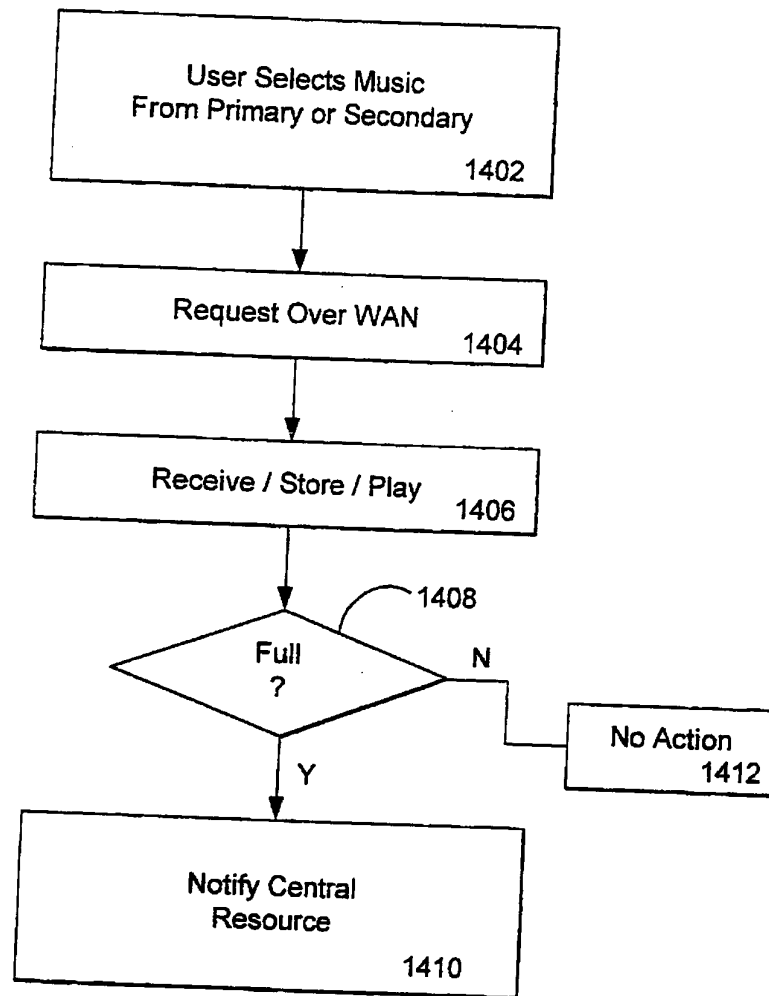 User Selects Music
From Primary or Secondary
1402
Request Over WAN
1404
Receive / Store / Play
1406
1408
Full
?
N
No Action
1412
Y
Notify Central
Resource
1410